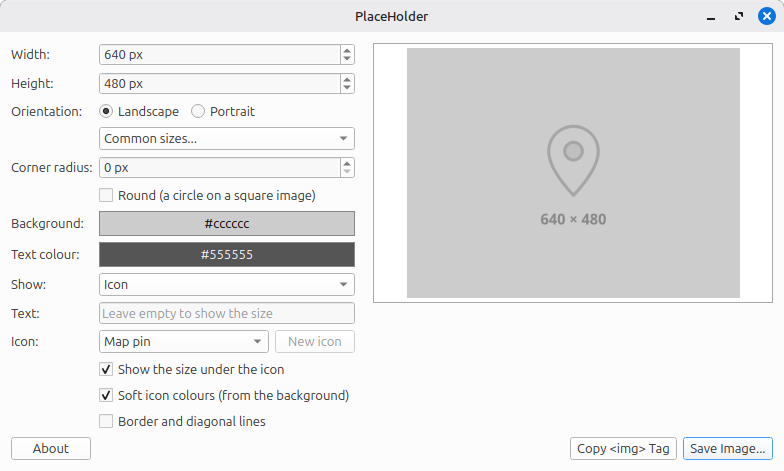 PlaceHolder
Width: 640 px
Height: 480 px
Orientation: Landscape Portrait
Common sizes...
Corner radius: 0 px
Round (a circle on a square image)
Background: #cccccc
Text colour: #555555
Show: Icon
Text: Leave empty to show the size
Icon: Map pin New icon
Show the size under the icon
Soft icon colours (from the background)
Border and diagonal lines
640 × 480
About Copy <img> Tag Save Image...